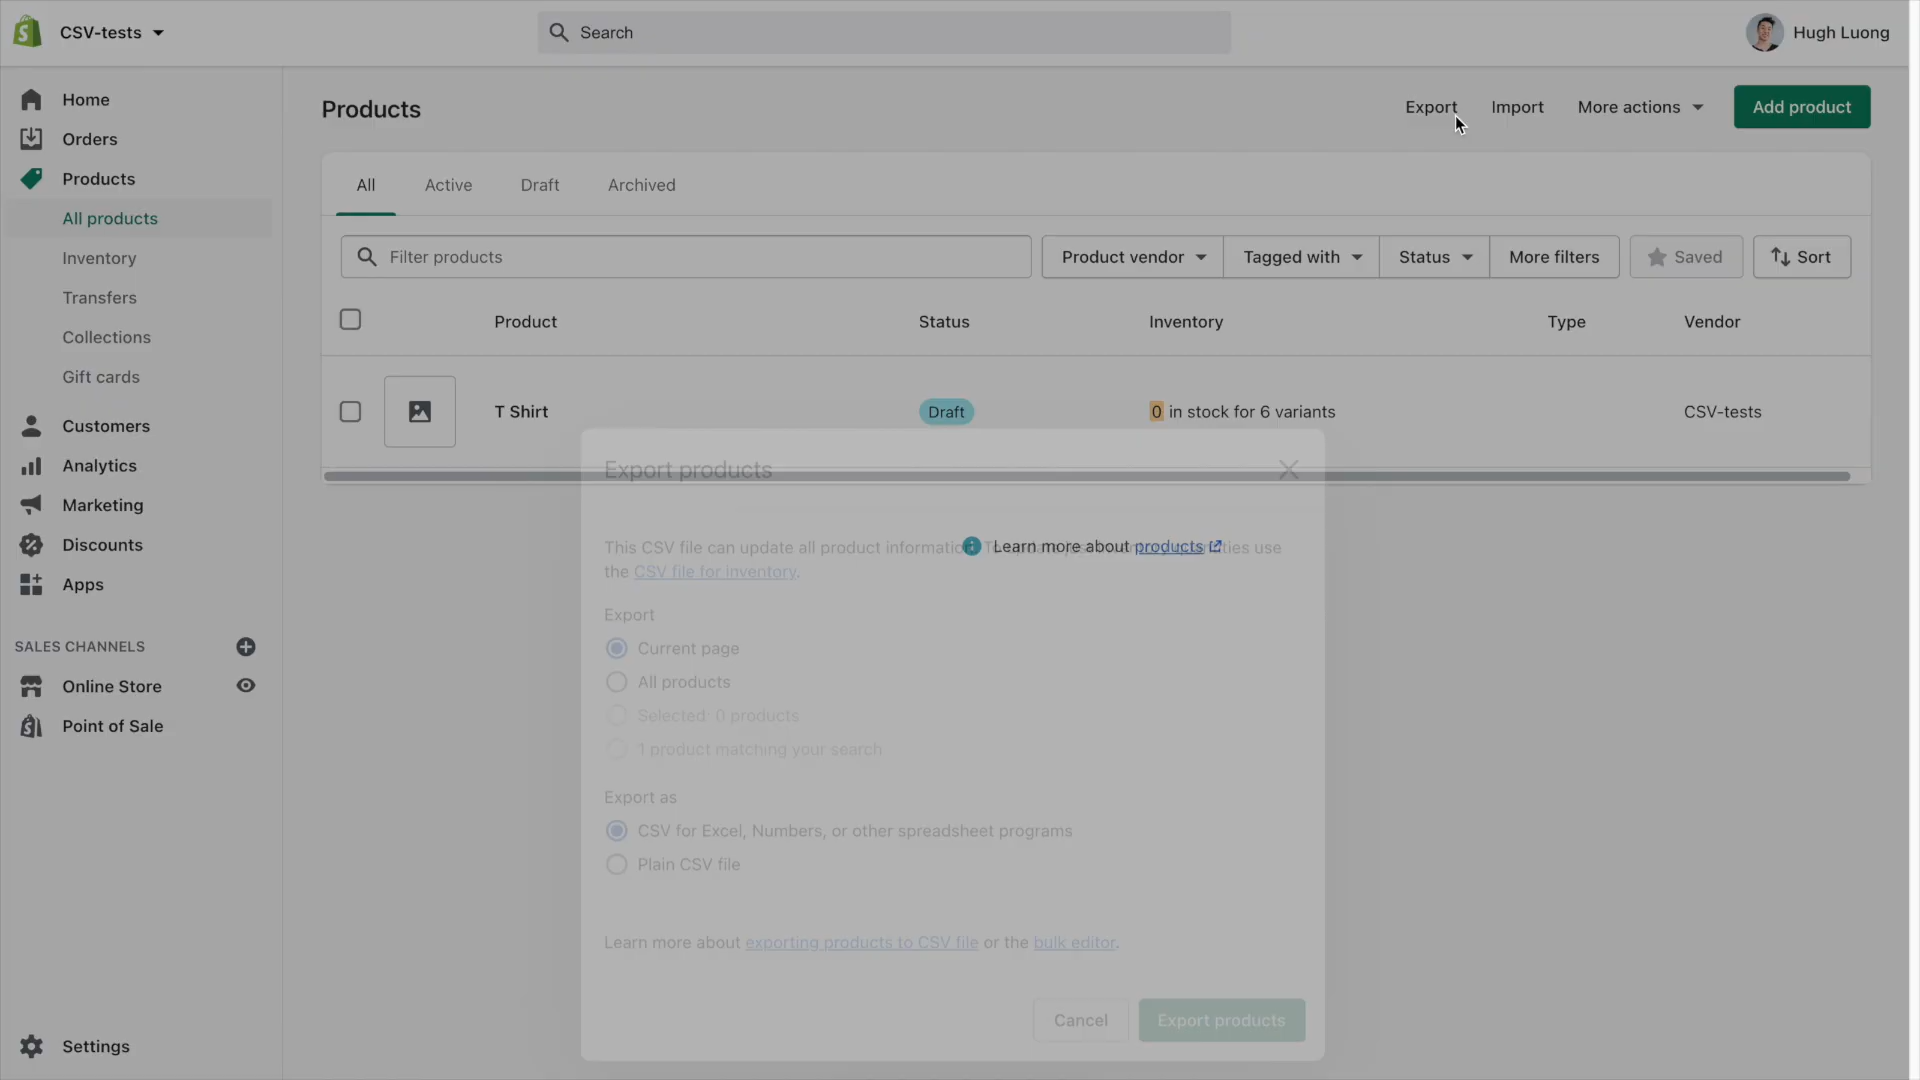 CSV-tests
Search
Hugh Luong
Home
Orders
Products
All products
Inventory
Transfers
Collections
Gift cards
Customers
Analytics
Marketing
Discounts
Apps
SALES CHANNELS
Online Store
Point of Sale
Settings
Products
Export Import More actions Add product
All Active Draft Archived
Filter products Product vendor Tagged with Status More filters Saved Sort
Product Status Inventory Type Vendor
T Shirt Draft 0 in stock for 6 variants CSV-tests
Export products
Learn more about products
This CSV file can update all product information. To update just inventory quantities use
the CSV file for inventory.
Export
Current page
All products
Selected: 0 products
1 product matching your search
Export as
CSV for Excel, Numbers, or other spreadsheet programs
Plain CSV file
Learn more about exporting products to CSV file or the bulk editor.
Cancel Export products